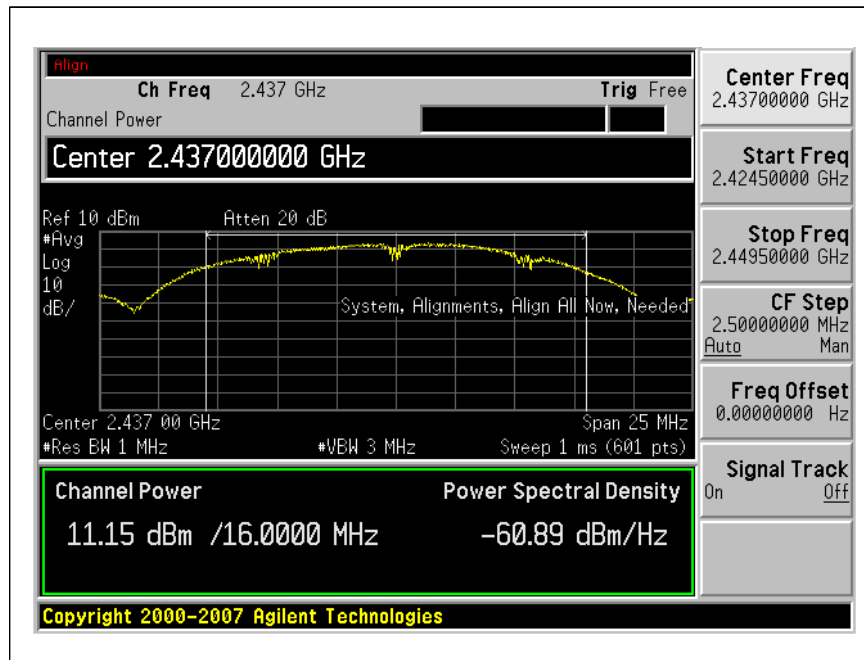 Align
Ch Freq 2.437 GHz Trig Free
Channel Power
Center 2.437000000 GHz
Ref 10 dBm Atten 20 dB
#Avg
Log
10
dB/
System, Alignments, Align All Now, Needed
Center 2.437 00 GHz Span 25 MHz
#Res BW 1 MHz #VBW 3 MHz Sweep 1 ms (601 pts)
Channel Power Power Spectral Density
11.15 dBm /16.0000 MHz -60.89 dBm/Hz
Copyright 2000-2007 Agilent Technologies
Center Freq
2.43700000 GHz
Start Freq
2.42450000 GHz
Stop Freq
2.44950000 GHz
CF Step
2.50000000 MHz
Auto Man
Freq Offset
0.00000000 Hz
Signal Track
On Off